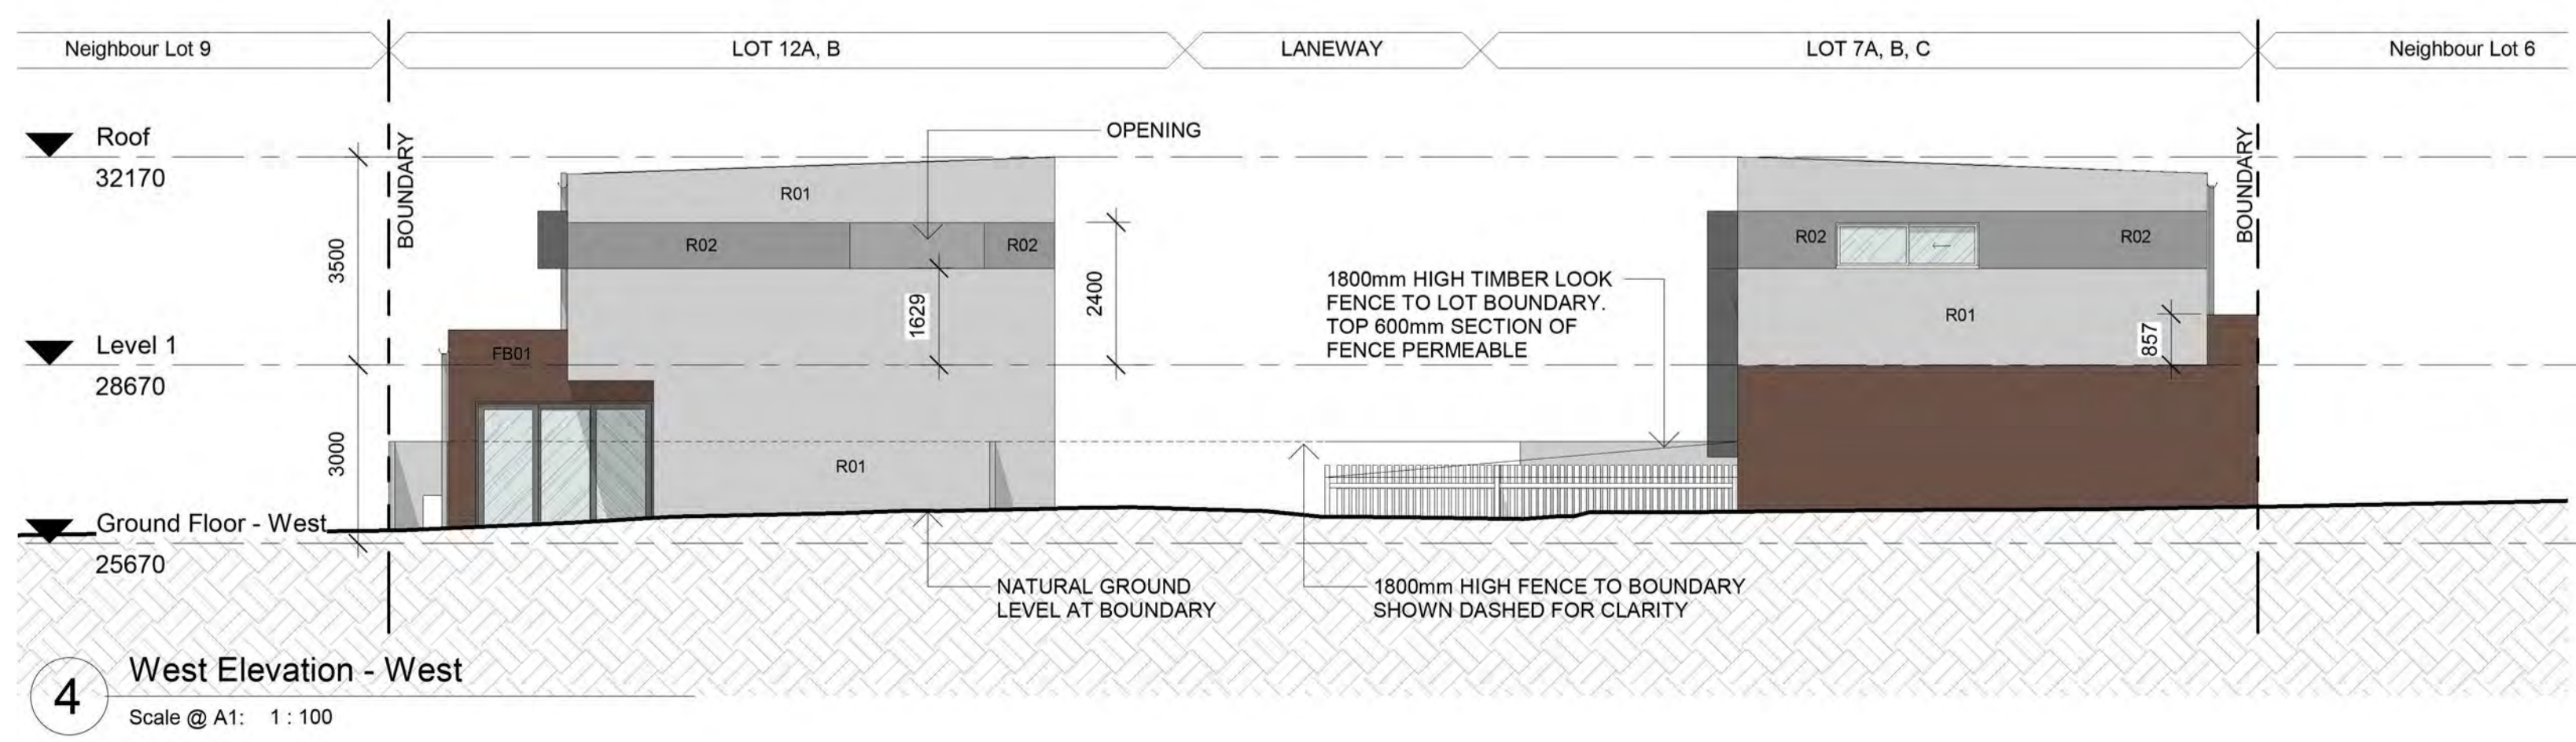 Neighbour Lot 9
LOT 12A, B
LANEWAY
LOT 7A, B, C
Neighbour Lot 6
Roof
32170
BOUNDARY
OPENING
BOUNDARY
R01
R02
R02
R02
R02
3500
1629
2400
1800mm HIGH TIMBER LOOK
FENCE TO LOT BOUNDARY.
TOP 600mm SECTION OF
FENCE PERMEABLE
R01
857
Level 1
28670
FB01
3000
R01
Ground Floor - West
25670
NATURAL GROUND
LEVEL AT BOUNDARY
1800mm HIGH FENCE TO BOUNDARY
SHOWN DASHED FOR CLARITY
4
West Elevation - West
Scale @ A1: 1 : 100